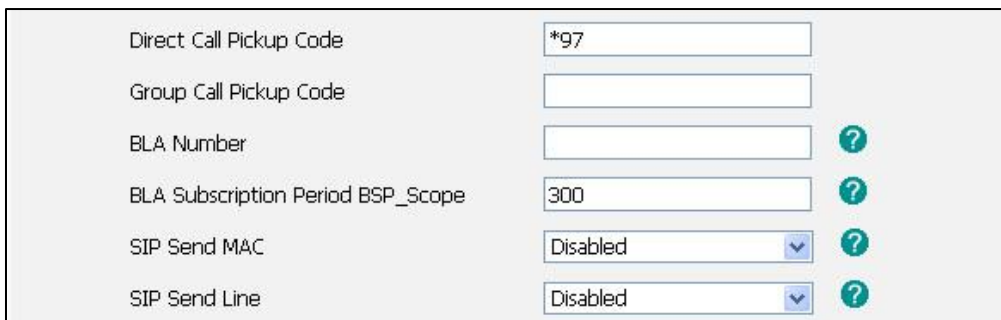 Direct Call Pickup Code *97
Group Call Pickup Code
BLA Number ?
BLA Subscription Period BSP_Scope 300 ?
SIP Send MAC Disabled ?
SIP Send Line Disabled ?